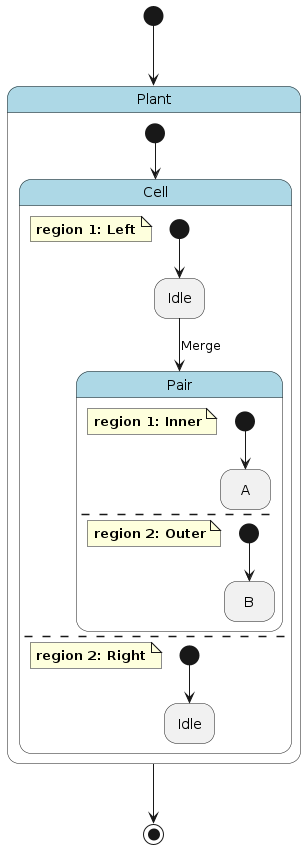 Plant
Cell
region 1: Left
Idle
Merge
Pair
region 1: Inner
A
region 2: Outer
B
region 2: Right
Idle